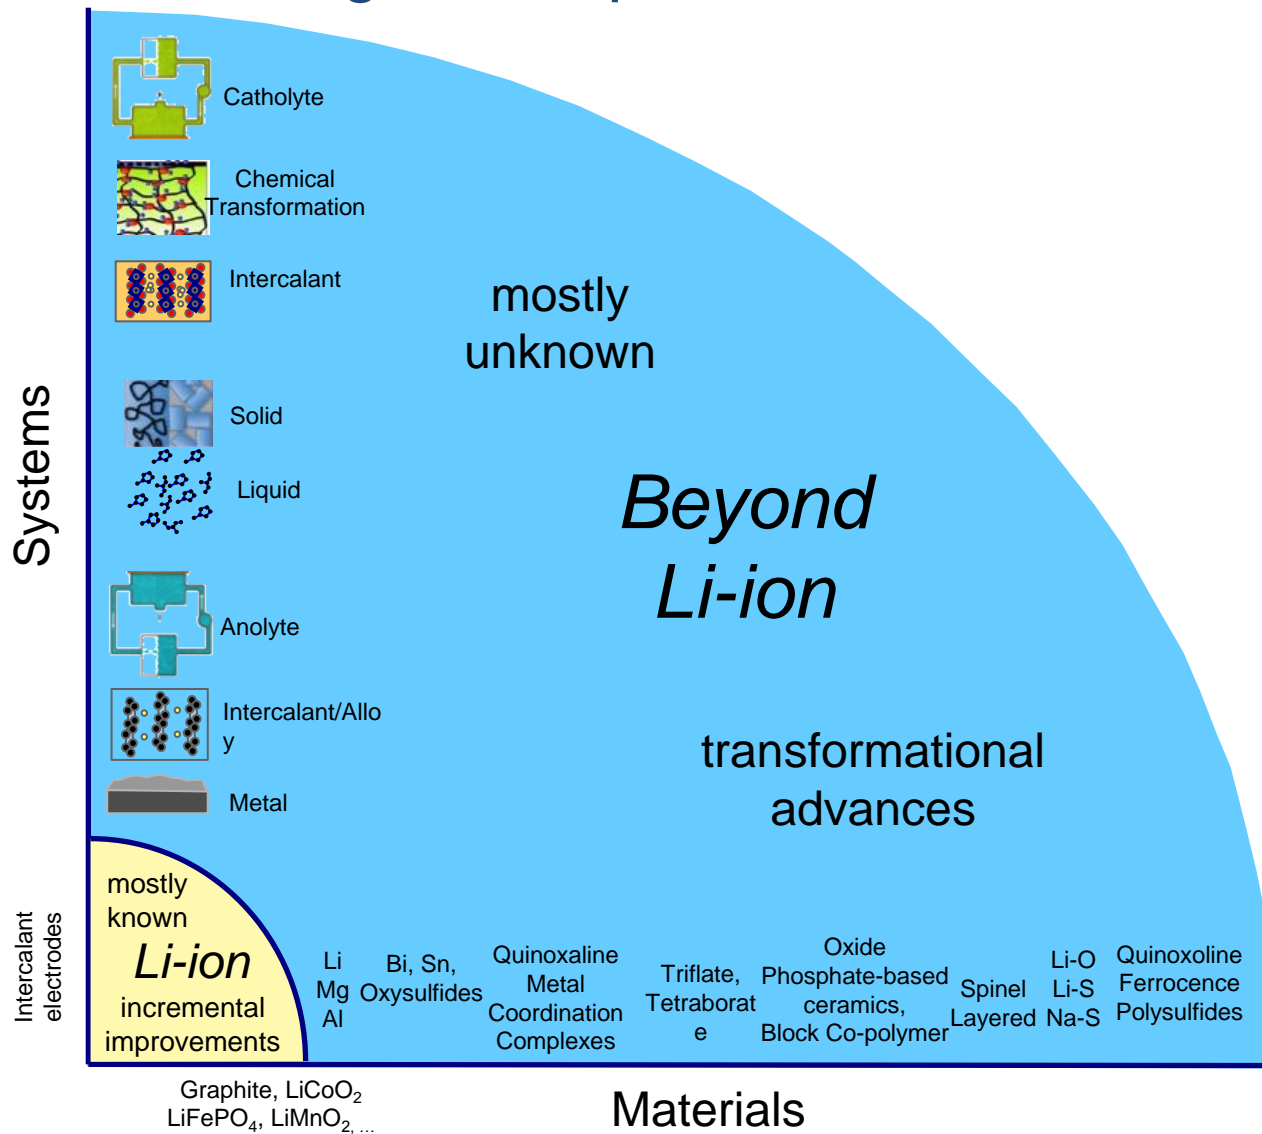 Catholyte
Chemical
Transformation
Intercalant
mostly
unknown
Solid
Liquid
Systems
Beyond
Li-ion
Anolyte
Intercalant/Allo
y
Metal
transformational
advances
mostly
known
Li-ion
incremental
improvements
Intercalant
electrodes
Li
Mg
Al
Bi, Sn,
Oxysulfides
Quinoxaline
Metal
Coordination
Complexes
Triflate,
Tetraborat
e
Oxide
Phosphate-based
ceramics,
Block Co-polymer
Spinel
Layered
Li-O
Li-S
Na-S
Quinoxoline
Ferrocence
Polysulfides
Graphite, LiCoO₂
LiFePO₄, LiMnO₂, ...
Materials